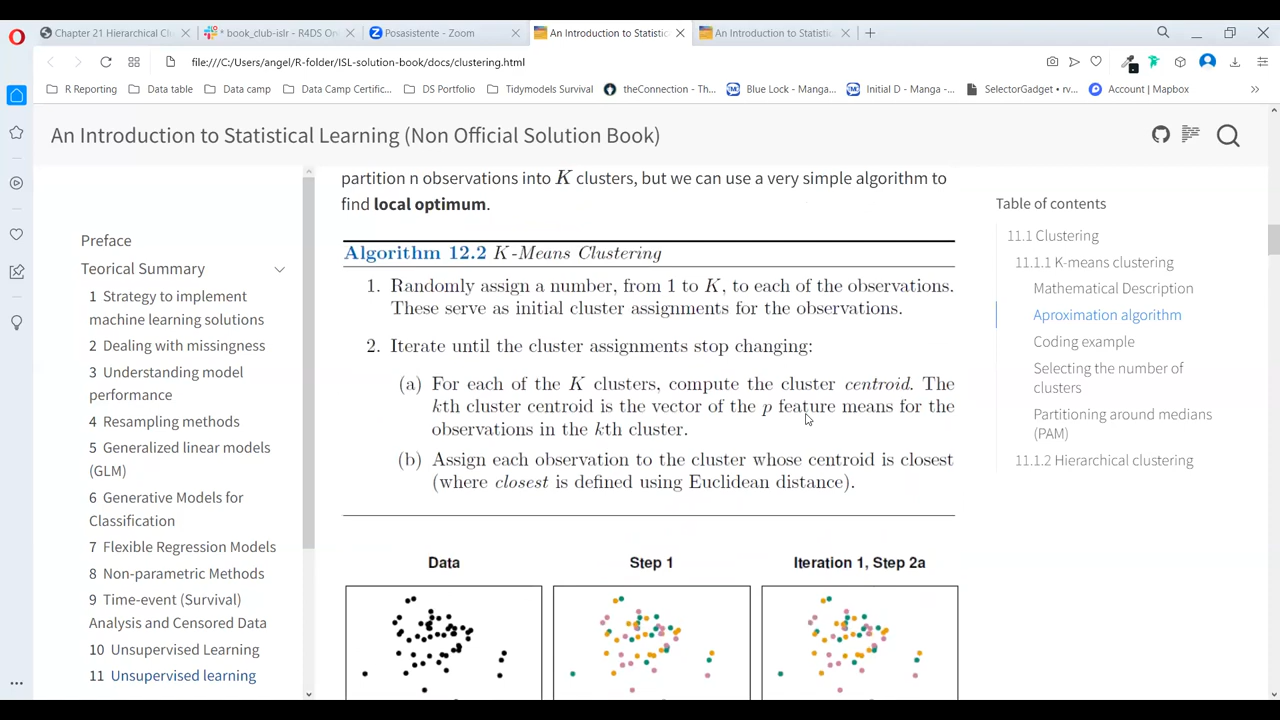 Chapter 21 Hierarchical Cl
* book_club-islr - R4DS On
Posasistente - Zoom
An Introduction to Statistic
An Introduction to Statistic
file:///C:/Users/angel/R-folder/ISL-solution-book/docs/clustering.html
R Reporting
Data table
Data camp
Data Camp Certific...
DS Portfolio
Tidymodels Survival
theConnection - Th...
Blue Lock - Manga...
Initial D - Manga -...
SelectorGadget • rv...
Account | Mapbox
An Introduction to Statistical Learning (Non Official Solution Book)
Preface
Teorical Summary
1 Strategy to implement
machine learning solutions
2 Dealing with missingness
3 Understanding model
performance
4 Resampling methods
5 Generalized linear models
(GLM)
6 Generative Models for
Classification
7 Flexible Regression Models
8 Non-parametric Methods
9 Time-event (Survival)
Analysis and Censored Data
10 Unsupervised Learning
11 Unsupervised learning
partition n observations into K clusters, but we can use a very simple algorithm to
find local optimum.
Algorithm 12.2 K-Means Clustering
1. Randomly assign a number, from 1 to K, to each of the observations.
These serve as initial cluster assignments for the observations.
2. Iterate until the cluster assignments stop changing:
(a) For each of the K clusters, compute the cluster centroid. The
kth cluster centroid is the vector of the p feature means for the
observations in the kth cluster.
(b) Assign each observation to the cluster whose centroid is closest
(where closest is defined using Euclidean distance).
Data
Step 1
Iteration 1, Step 2a
Table of contents
11.1 Clustering
11.1.1 K-means clustering
Mathematical Description
Aproximation algorithm
Coding example
Selecting the number of
clusters
Partitioning around medians
(PAM)
11.1.2 Hierarchical clustering